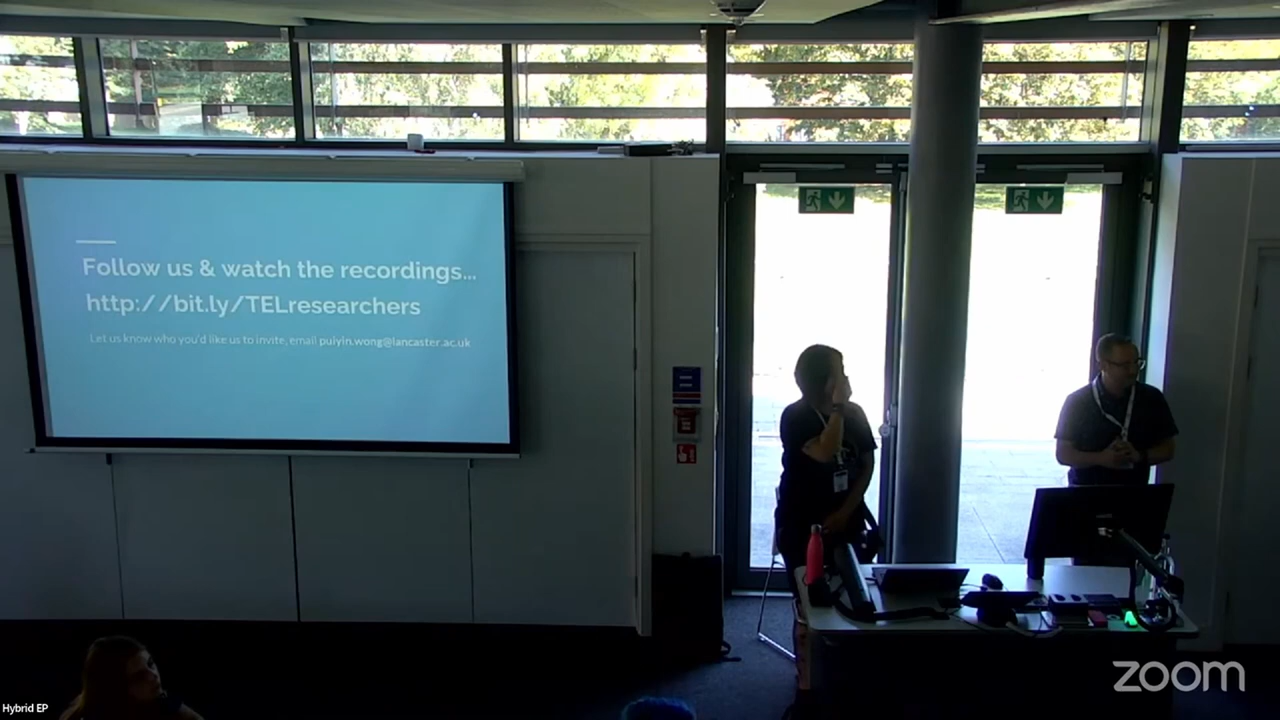 Follow us & watch the recordings...
http://bit.ly/TELresearchers
Let us know who you'd like us to invite, email puiyin.wong@lancaster.ac.uk
zoom
Hybrid EP